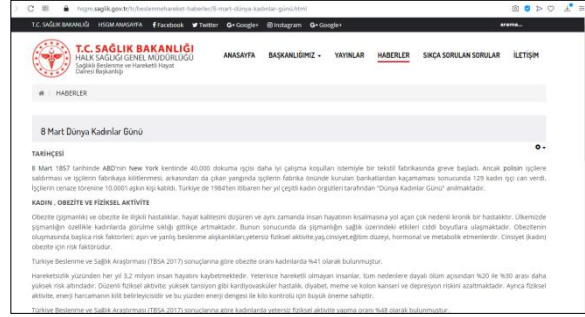 hsgm.saglik.gov.tr/tr/beslenmehareket-haberler/8-mart-dünya-kadınlar-günü.html
T.C. SAĞLIK BAKANLIĞI HSGM ANASAYFA Facebook Twitter Google+ Instagram Google+ arama...
T.C. SAĞLIK BAKANLIĞI
HALK SAĞLIĞI GENEL MÜDÜRLÜĞÜ
Sağlıklı Beslenme ve Hareketli Hayat
Dairesi Başkanlığı
ANASAYFA BAŞKANLIĞIMIZ YAYINLAR HABERLER SIKÇA SORULAN SORULAR İLETİŞİM
HABERLER
8 Mart Dünya Kadınlar Günü
TARİHÇESİ
8 Mart 1857 tarihinde ABD'nin New York kentinde 40.000 dokuma işçisi daha iyi çalışma koşulları istemiyle bir tekstil fabrikasında greve başladı. Ancak polisin işçilere
saldırması ve işçilerin fabrikaya kilitlenmesi, arkasından da çıkan yangında işçilerin fabrika önünde kurulan barikatlardan kaçamaması sonucunda 129 kadın işçi can verdi.
İşçilerin cenaze törenine 10.000'i aşkın kişi katıldı. Türkiye de 1984'ten itibaren her yıl çeşitli kadın örgütleri tarafından "Dünya Kadınlar Günü" anılmaktadır.
KADIN , OBEZİTE VE FİZİKSEL AKTİVİTE
Obezite (şişmanlık) ve obezite ile ilişkili hastalıklar, hayat kalitesini düşüren ve aynı zamanda insan hayatının kısalmasına yol açan çok nedenli kronik bir hastalıktır. Ülkemizde
şişmanlığın özellikle kadınlarda görülme sıklığı gittikçe artmaktadır. Bunun sonucunda da şişmanlığın sağlık üzerindeki etkileri ciddi boyutlara ulaşmaktadır. Obezitenin
oluşmasında başlıca risk faktörleri; aşırı ve yanlış beslenme alışkanlıkları,yetersiz fiziksel aktivite,yaş,cinsiyet,eğitim düzeyi, hormonal ve metabolik etmenlerdir. Cinsiyet (kadın)
obezite için risk faktörüdür.
Türkiye Beslenme ve Sağlık Araştırması (TBSA 2017) sonuçlarına göre obezite oranı kadınlarda %41 olarak bulunmuştur.
Hareketsizlik yüzünden her yıl 3,2 milyon insan hayatını kaybetmektedir. Yeterince hareketli olmayan insanlar, tüm nedenlere dayalı ölüm açısından %20 ile %30 arası daha
yüksek risk altındadır. Düzenli fiziksel aktivite; yüksek tansiyon gibi kardiyovasküler hastalık, diyabet, meme ve kolon kanseri ve depresyon riskini azaltmaktadır. Ayrıca fiziksel
aktivite, enerji harcamanın kilit belirleyicisidir ve bu yüzden enerji dengesi ile kilo kontrolü için büyük öneme sahiptir.
Türkiye Beslenme ve Sağlık Araştırması (TBSA 2017) sonuçlarına göre kadınlarda yetersiz fiziksel aktivite yapma oranı %48 olarak bulunmuştur.